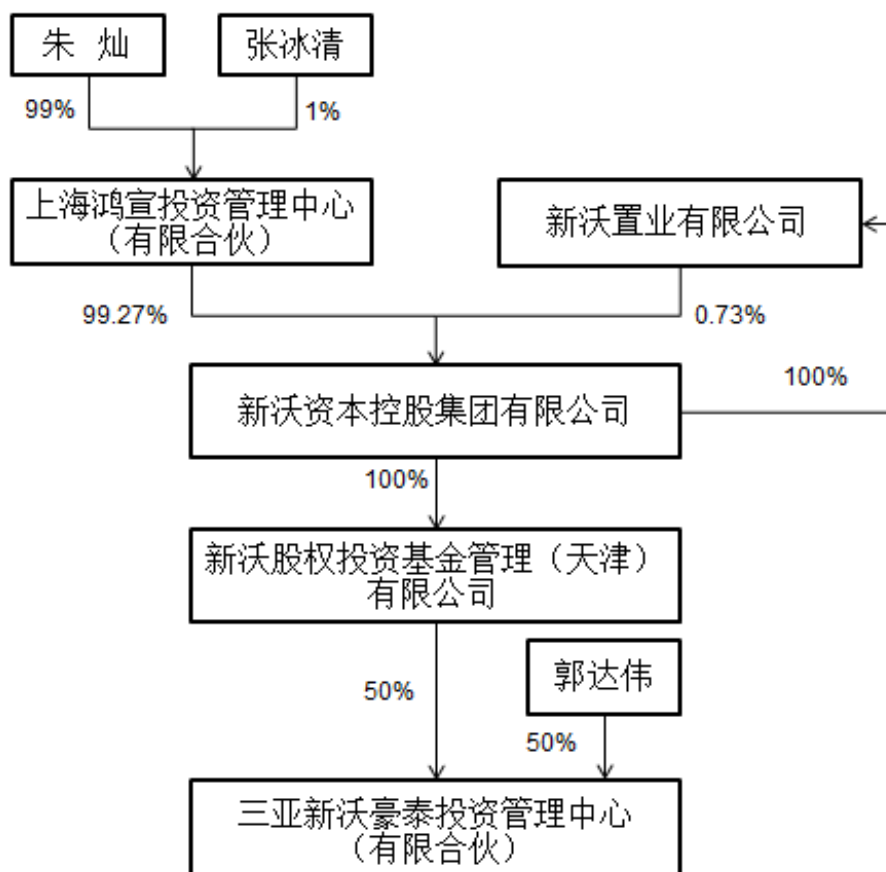 朱 灿
张冰清
99%
1%
上海鸿宣投资管理中心
（有限合伙）
新沃置业有限公司
99.27%
0.73%
新沃资本控股集团有限公司
100%
100%
新沃股权投资基金管理（天津）
有限公司
50%
郭达伟
50%
三亚新沃豪泰投资管理中心
（有限合伙）